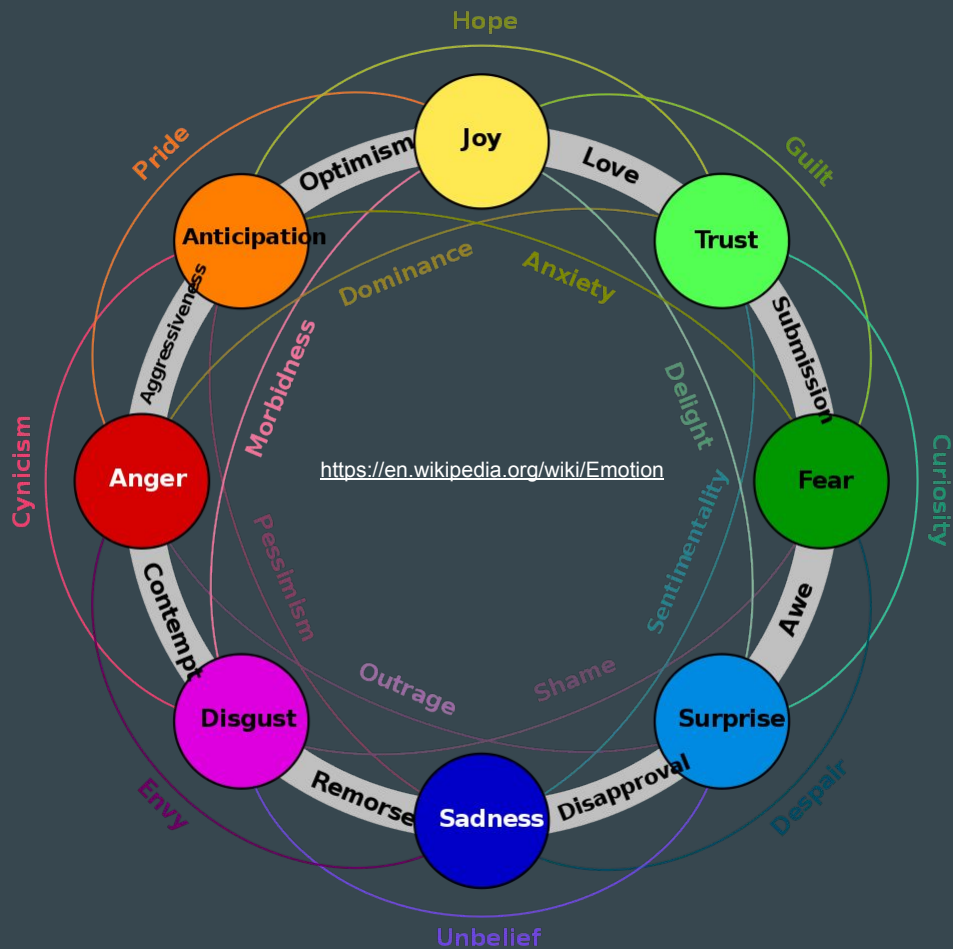 Hope
Joy
Optimism
Love
Pride
Guilt
Anticipation
Trust
Dominance
Anxiety
Aggressiveness
Submission
Morbidness
Delight
Cynicism
Anger
https://en.wikipedia.org/wiki/Emotion
Fear
Curiosity
Pessimism
Sentimentality
Contempt
Awe
Outrage
Shame
Disgust
Surprise
Envy
Remorse
Sadness
Disapproval
Despair
Unbelief